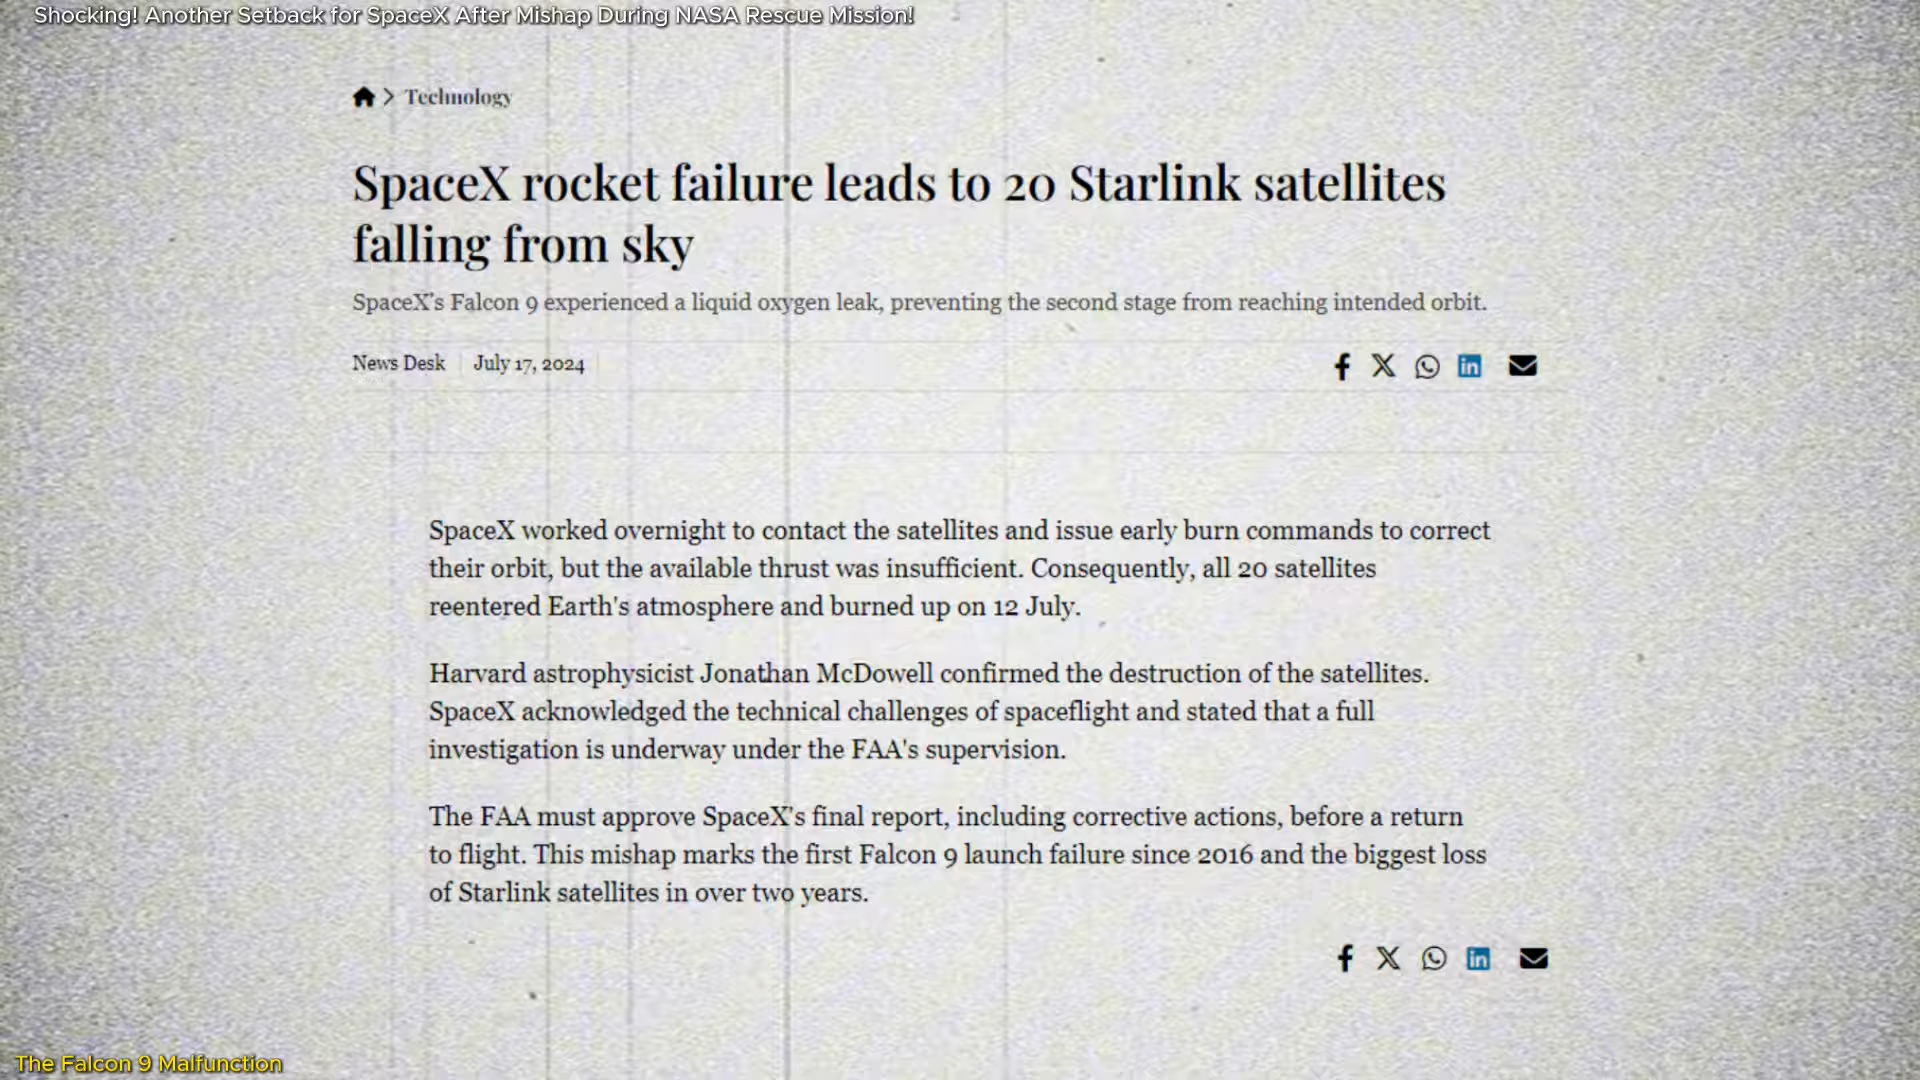 Shocking! Another Setback for SpaceX After Mishap During NASA Rescue Mission!
Technology
SpaceX rocket failure leads to 20 Starlink satellites
falling from sky
SpaceX's Falcon 9 experienced a liquid oxygen leak, preventing the second stage from reaching intended orbit.
News Desk July 17, 2024
SpaceX worked overnight to contact the satellites and issue early burn commands to correct
their orbit, but the available thrust was insufficient. Consequently, all 20 satellites
reentered Earth's atmosphere and burned up on 12 July.
Harvard astrophysicist Jonathan McDowell confirmed the destruction of the satellites.
SpaceX acknowledged the technical challenges of spaceflight and stated that a full
investigation is underway under the FAA's supervision.
The FAA must approve SpaceX's final report, including corrective actions, before a return
to flight. This mishap marks the first Falcon 9 launch failure since 2016 and the biggest loss
of Starlink satellites in over two years.
The Falcon 9 Malfunction